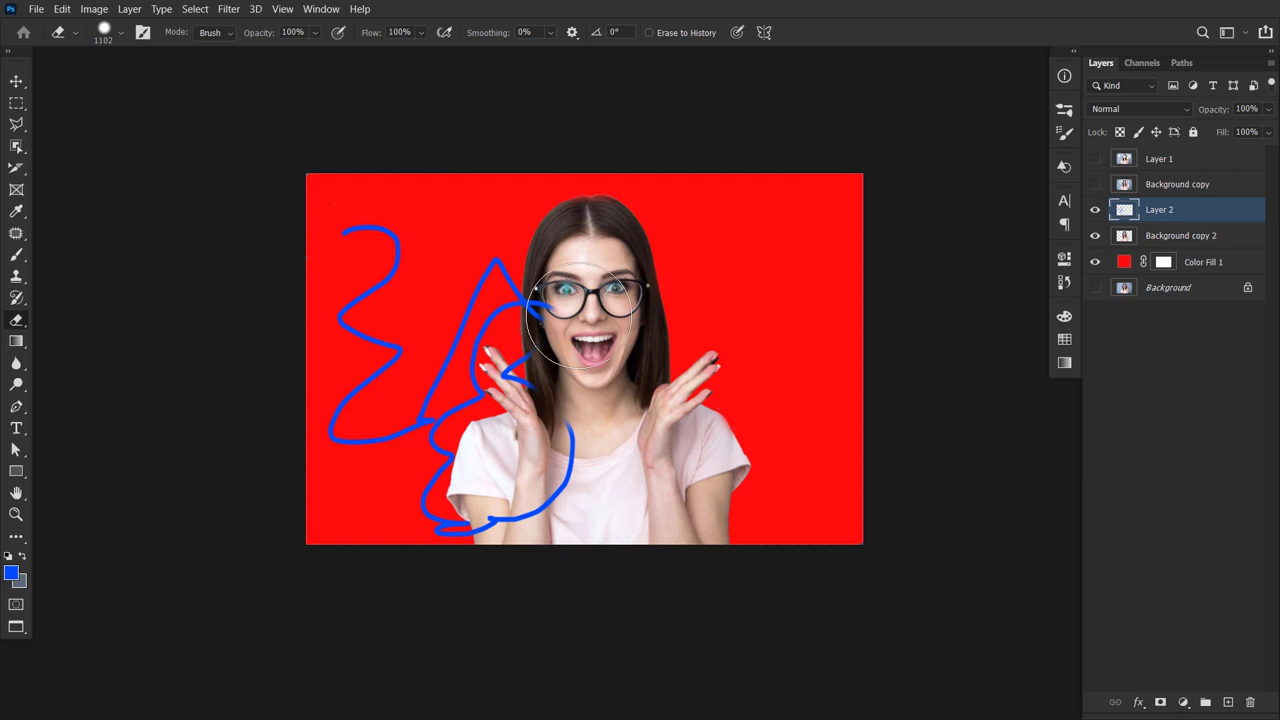 Ps File Edit Image Layer Type Select Filter 3D View Window Help
1102 Mode: Brush Opacity: 100% Flow: 100% Smoothing: 0% 0° Erase to History
Layers Channels Paths
Kind
Normal Opacity: 100%
Lock: Fill: 100%
Layer 1
Background copy
Layer 2
Background copy 2
Color Fill 1
Background
fx